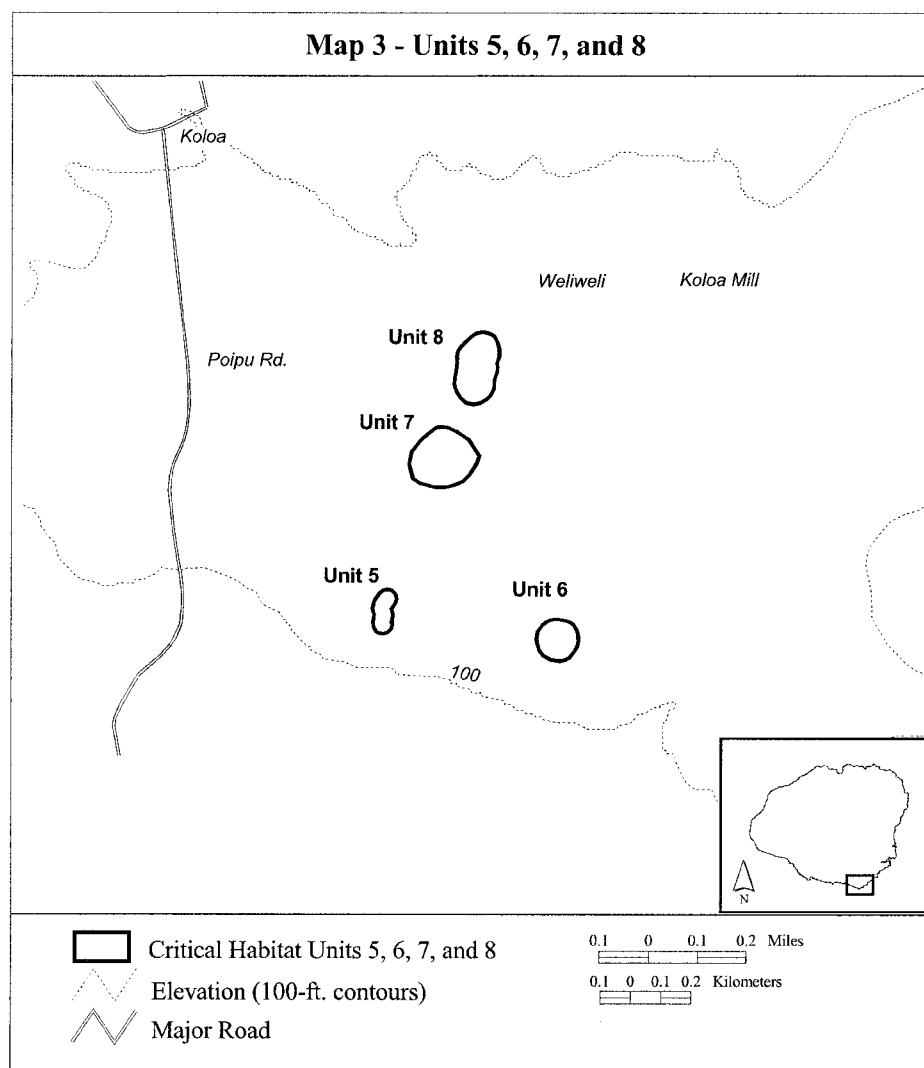 Map 3 - Units 5, 6, 7, and 8
Koloa
Weliweli
Koloa Mill
Unit 8
Poipu Rd.
Unit 7
Unit 5
Unit 6
100
N
Critical Habitat Units 5, 6, 7, and 8
0.1 0 0.1 0.2 Miles
Elevation (100-ft. contours)
0.1 0 0.1 0.2 Kilometers
Major Road